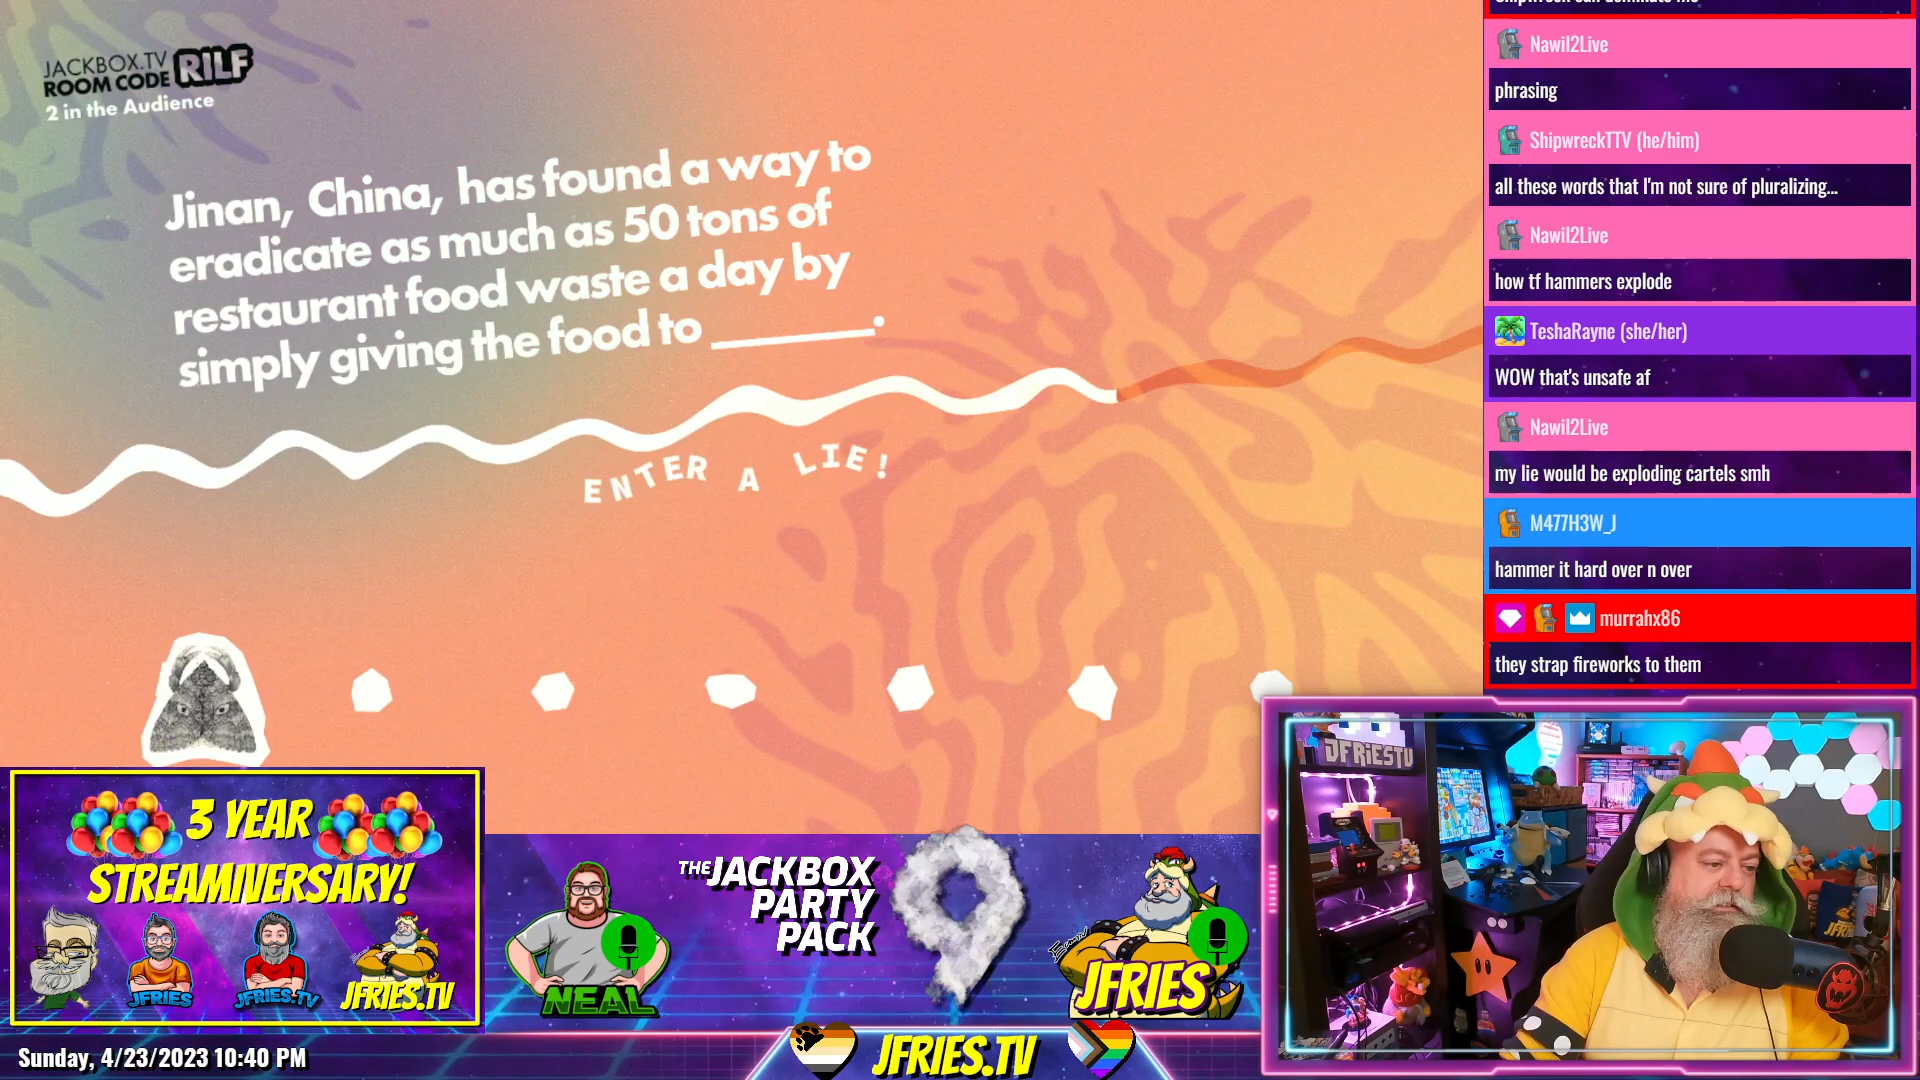 JACKBOX.TV
ROOM CODE RILF
2 in the Audience
Jinan, China, has found a way to
eradicate as much as 50 tons of
restaurant food waste a day by
simply giving the food to ______.
ENTER A LIE!
Nawil2Live
phrasing
ShipwreckTTV (he/him)
all these words that I'm not sure of pluralizing...
Nawil2Live
how tf hammers explode
TeshaRayne (she/her)
WOW that's unsafe af
Nawil2Live
my lie would be exploding cartels smh
M477H3W_J
hammer it hard over n over
murrahx86
they strap fireworks to them
JFRIESTV
3 YEAR
STREAMIVERSARY!
JFRIES
JFRIES.TV
JFRIES.TV
NEAL
THE JACKBOX
PARTY
PACK
9
JFRIES
JFRIES.TV
Sunday, 4/23/2023 10:40 PM